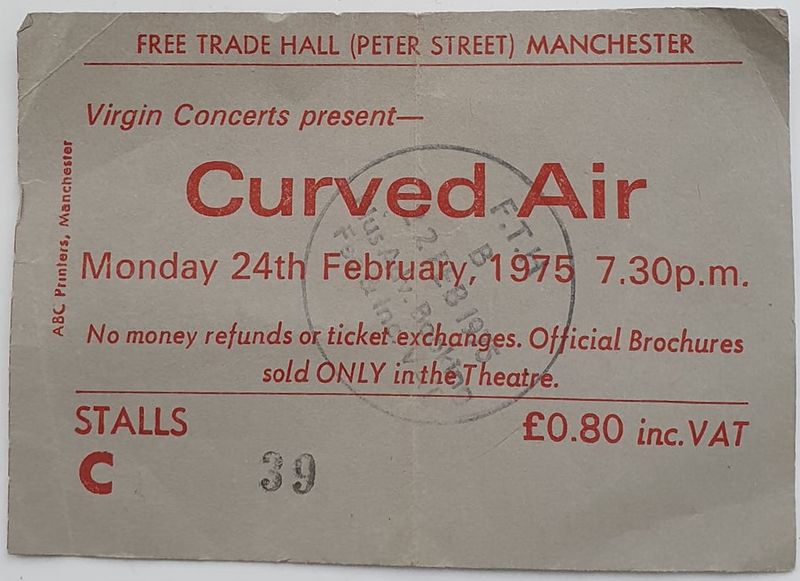 FREE TRADE HALL (PETER STREET) MANCHESTER
Virgin Concerts present—
Curved Air
Monday 24th February, 1975 7.30p.m.
No money refunds or ticket exchanges. Official Brochures
sold ONLY in the Theatre.
STALLS
£0.80 inc. VAT
C
39
ABC Printers, Manchester
F.T.H
B